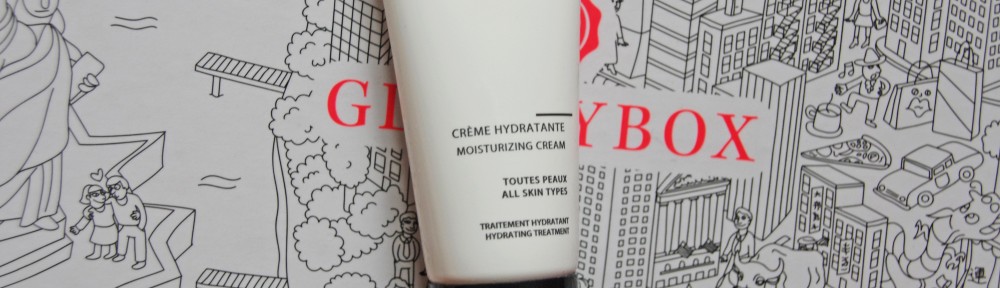 GL YBOX
CRÈME HYDRATANTE
MOISTURIZING CREAM
TOUTES PEAUX
ALL SKIN TYPES
TRAITEMENT HYDRATANT
HYDRATING TREATMENT